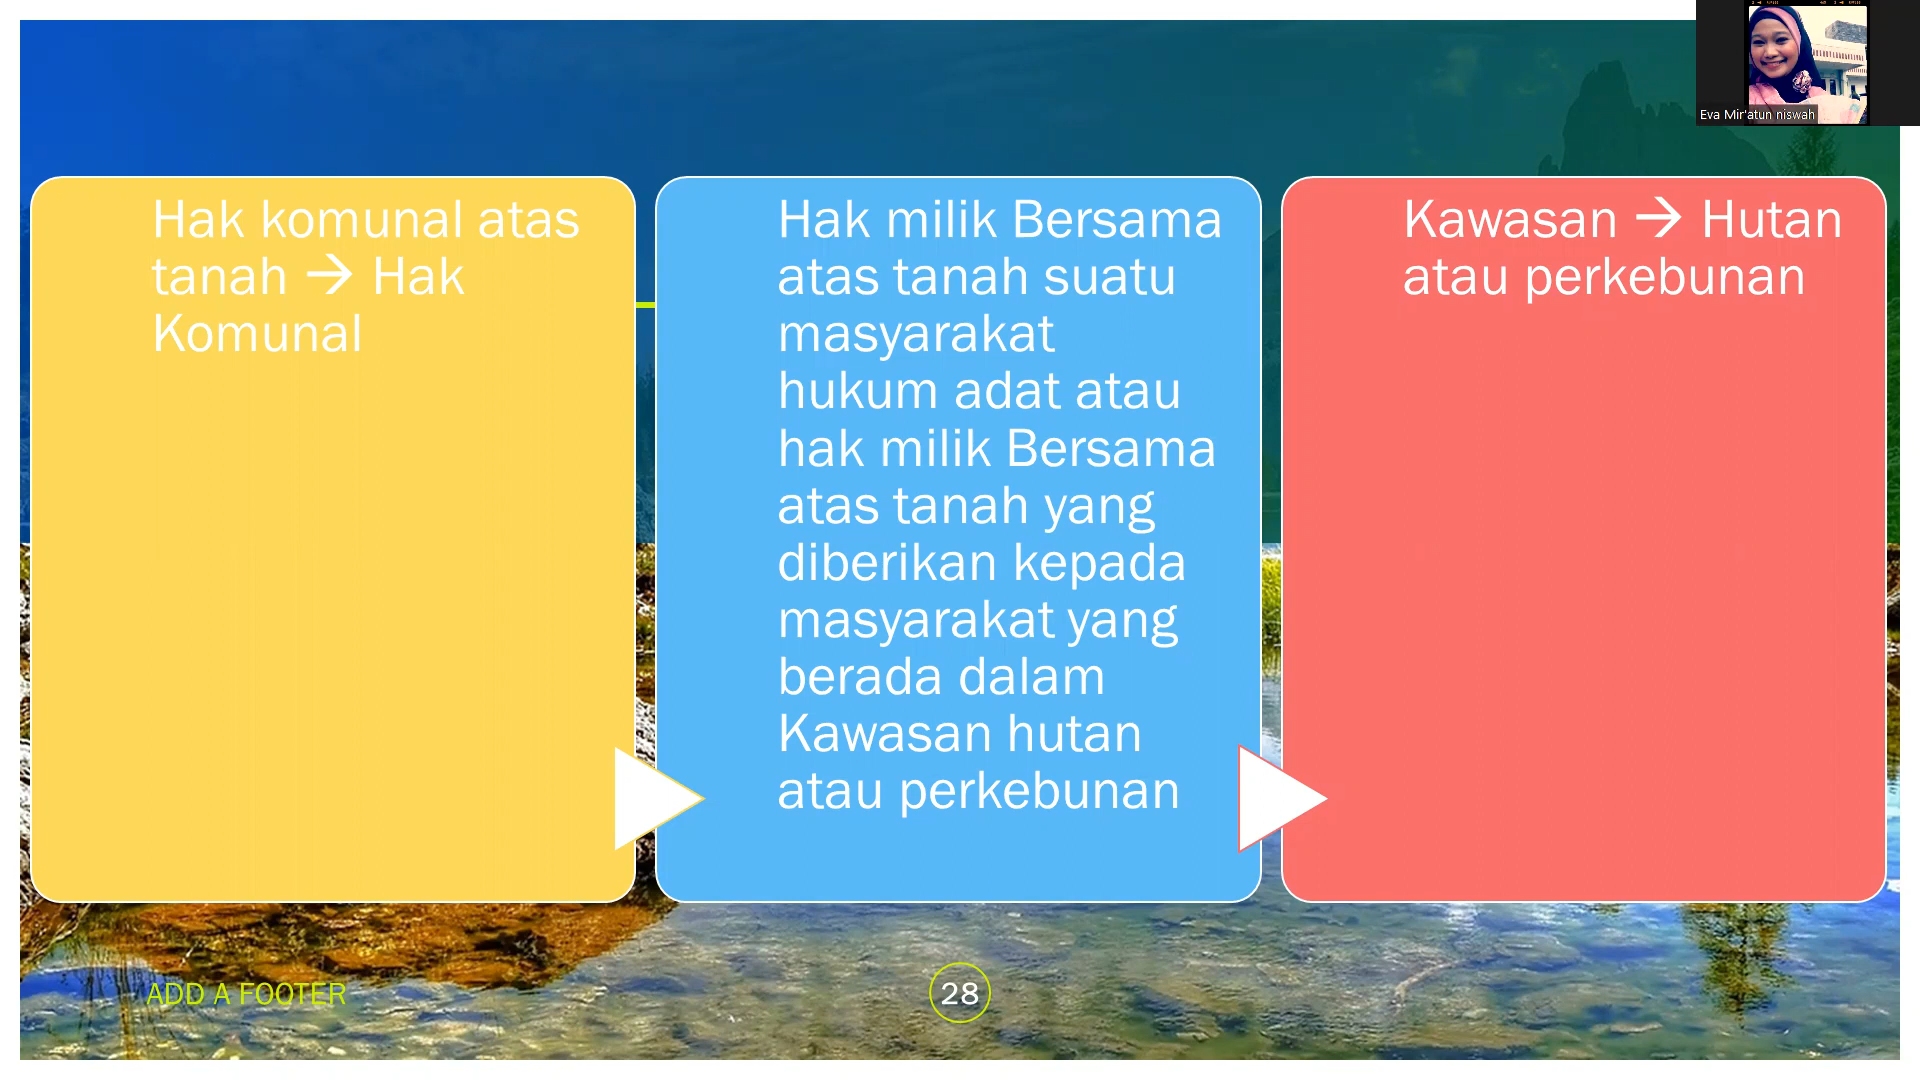 Eva Mir'atun niswah
Hak komunal atas
tanah → Hak
Komunal
Hak milik Bersama
atas tanah suatu
masyarakat
hukum adat atau
hak milik Bersama
atas tanah yang
diberikan kepada
masyarakat yang
berada dalam
Kawasan hutan
atau perkebunan
Kawasan → Hutan
atau perkebunan
ADD A FOOTER
28